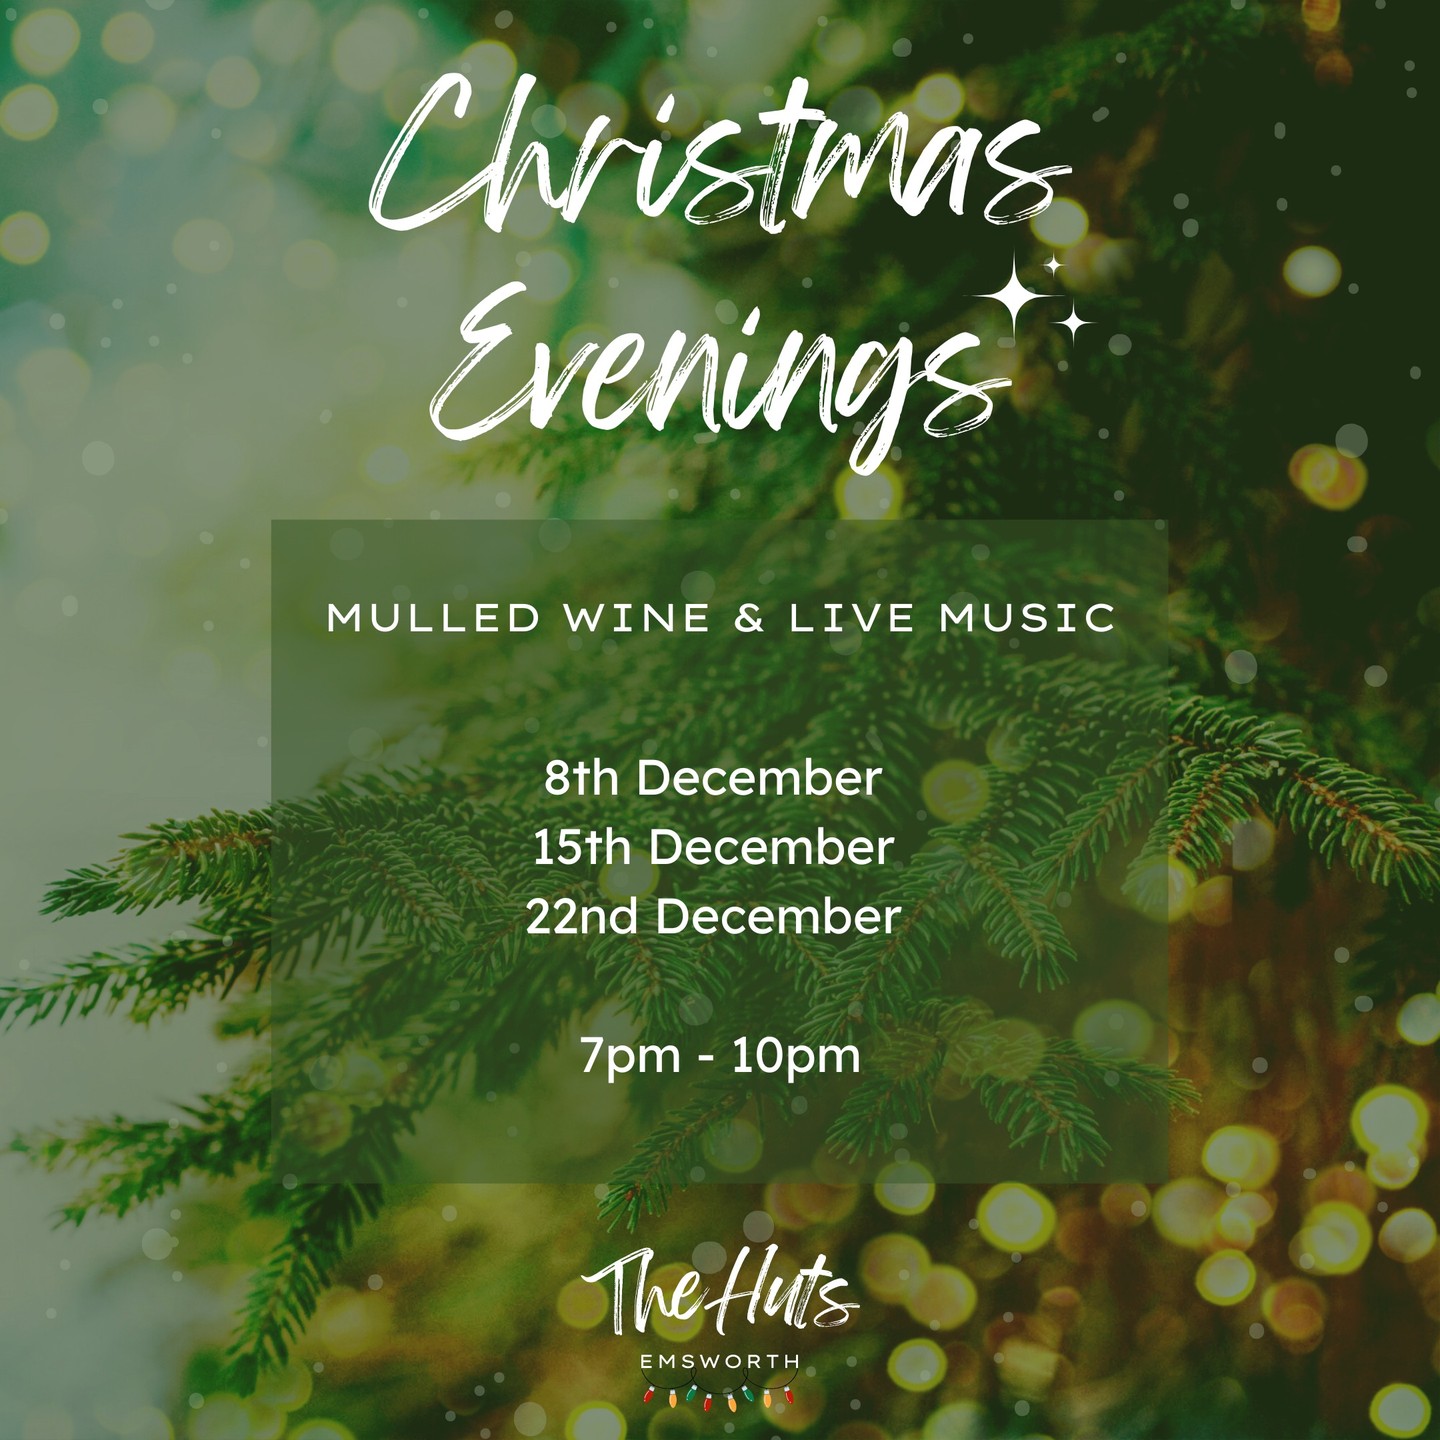 Christmas
Evenings
MULLED WINE & LIVE MUSIC
8th December
15th December
22nd December
7pm - 10pm
The Huts
EMSWORTH